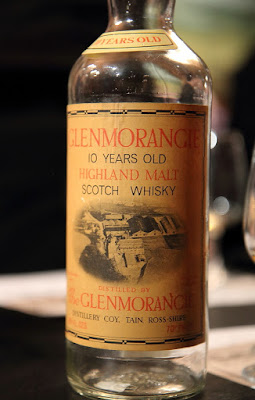 YEARS OLD
GLENMORANGIE
10 YEARS OLD
HIGHLAND MALT
SCOTCH WHISKY
DISTILLED BY
The GLENMORANGIE
DISTILLERY COY, TAIN, ROSS-SHIRE